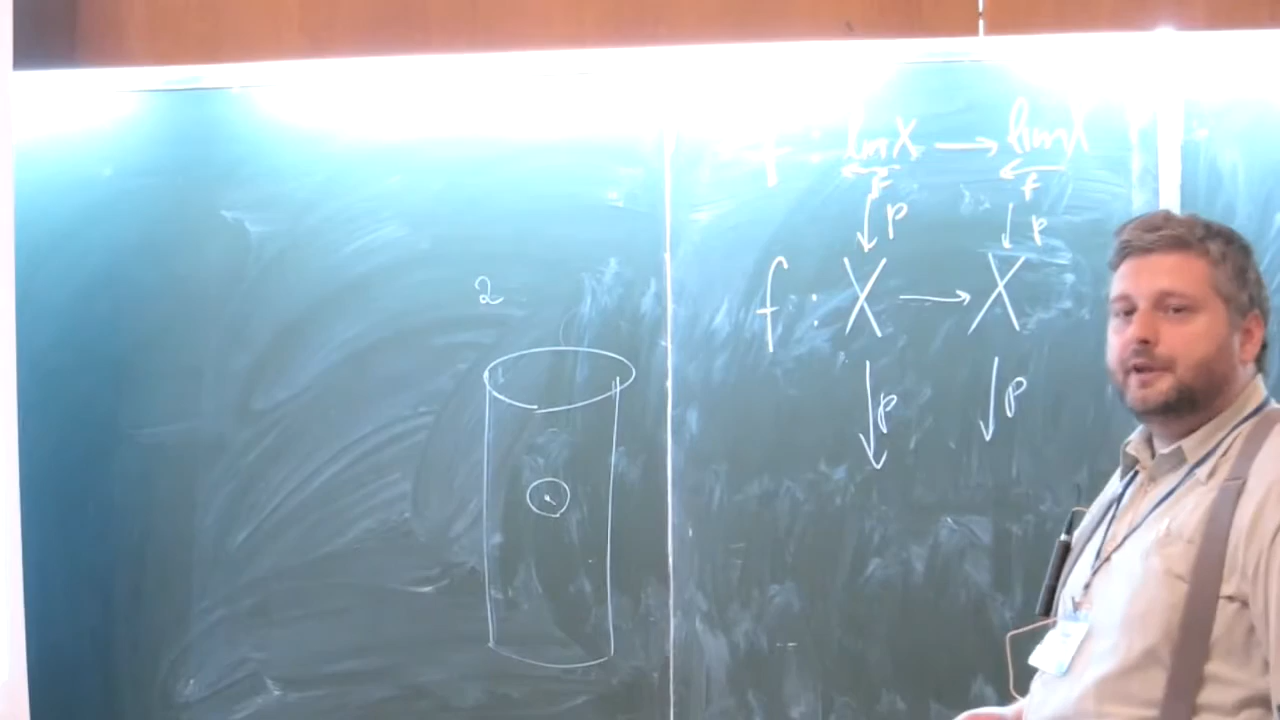 2
f : lim X → lim X
← f ← f
↓ p ↓ p
f : X → X
↓ p ↓ p